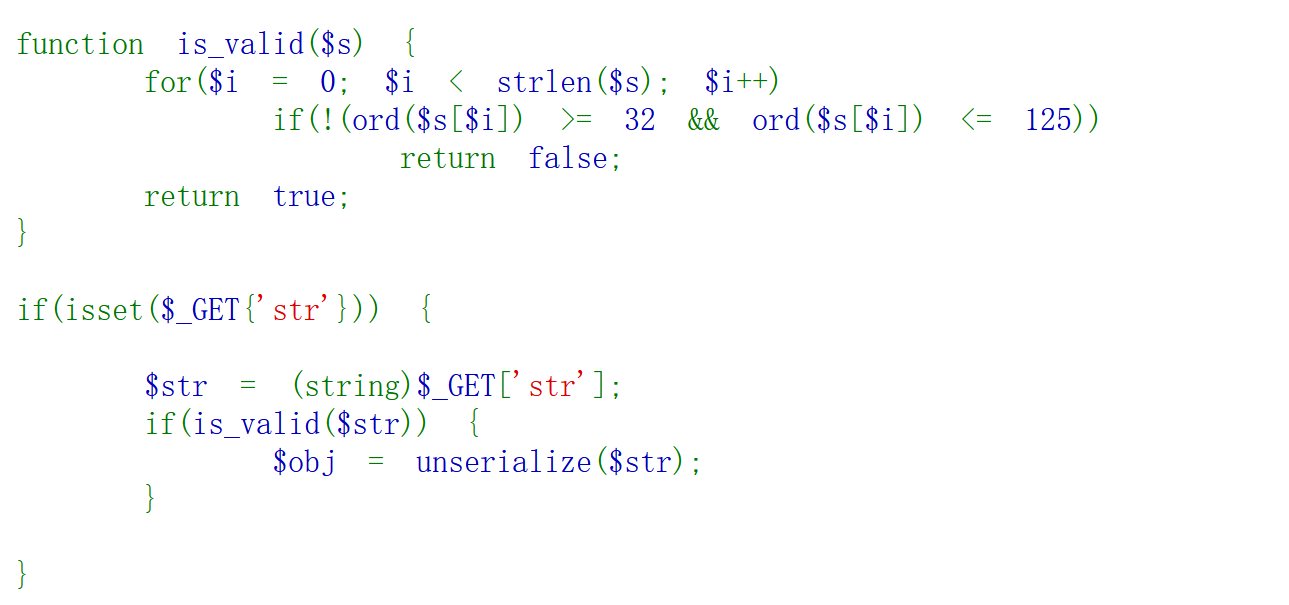 function is_valid($s) {
for($i = 0; $i < strlen($s); $i++)
if(!(ord($s[$i]) >= 32 && ord($s[$i]) <= 125))
return false;
return true;
}
if(isset($_GET{'str'})) {
$str = (string)$_GET['str'];
if(is_valid($str)) {
$obj = unserialize($str);
}
}